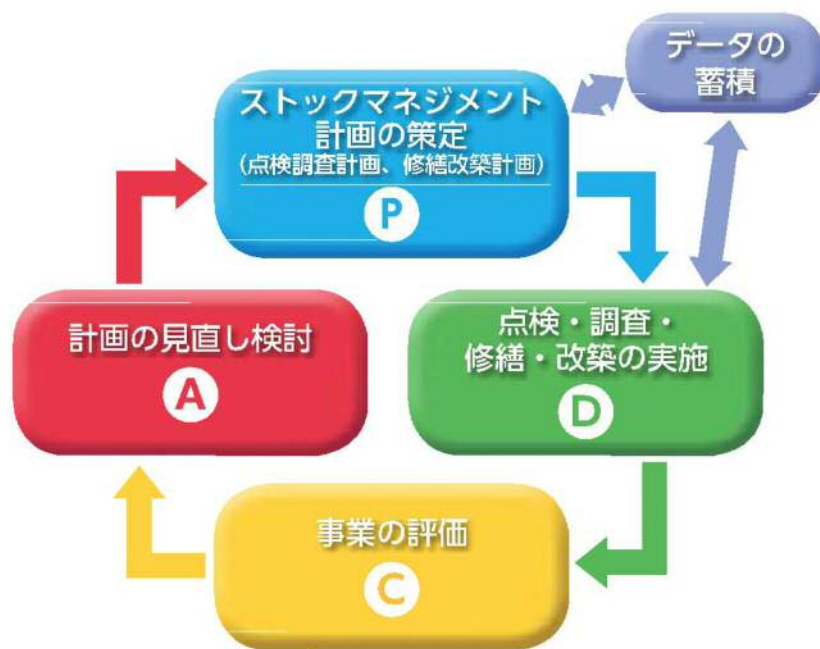 データの
蓄積
ストックマネジメント
計画の策定
(点検調査計画、修繕改築計画)
P
計画の見直し検討
A
点検・調査・
修繕・改築の実施
D
事業の評価
C